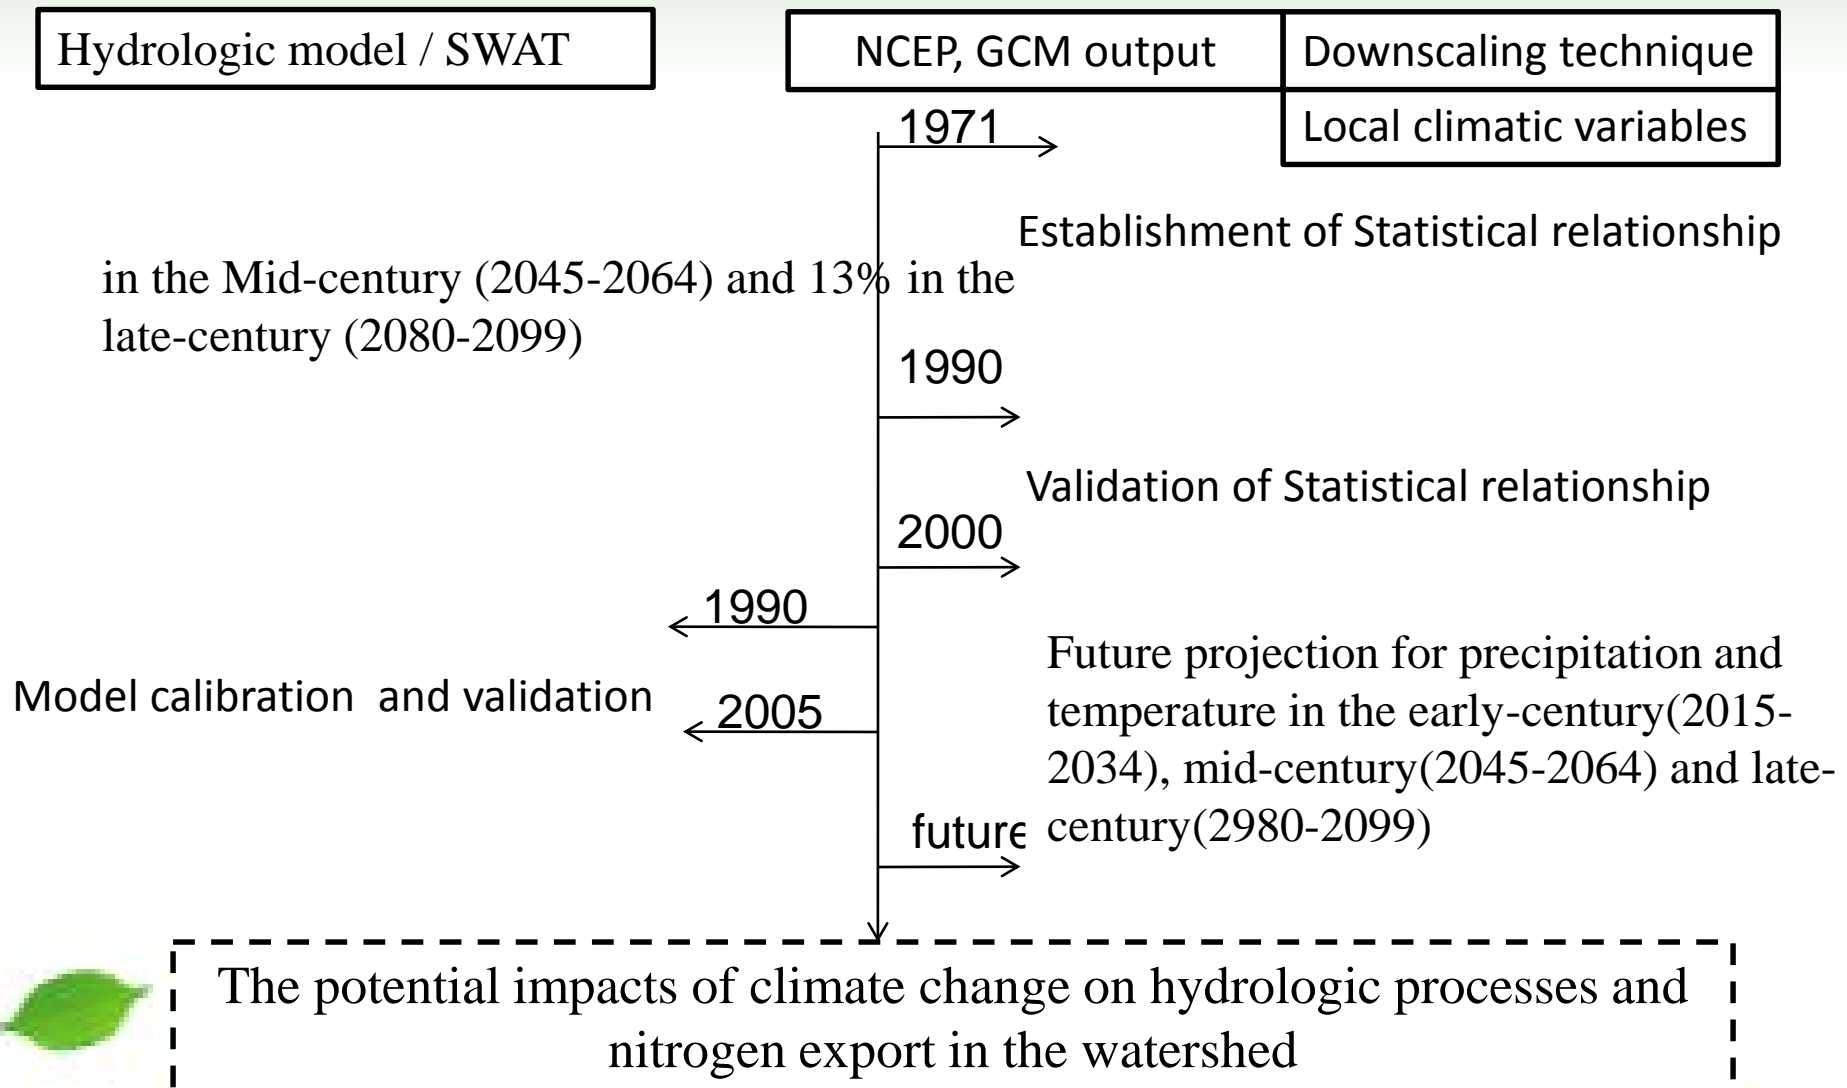 Hydrologic model / SWAT
NCEP, GCM output
Downscaling technique
Local climatic variables
1971
Establishment of Statistical relationship
in the Mid-century (2045-2064) and 13% in the
late-century (2080-2099)
1990
Validation of Statistical relationship
2000
1990
Model calibration and validation
2005
Future projection for precipitation and
temperature in the early-century(2015-
2034), mid-century(2045-2064) and late-
century(2980-2099)
future
The potential impacts of climate change on hydrologic processes and
nitrogen export in the watershed